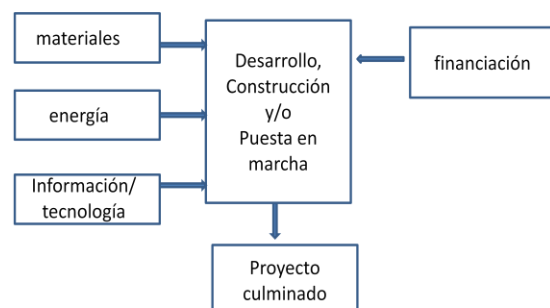 materiales
energía
Información/
tecnología
Desarrollo,
Construcción
y/o
Puesta en
marcha
financiación
Proyecto
culminado